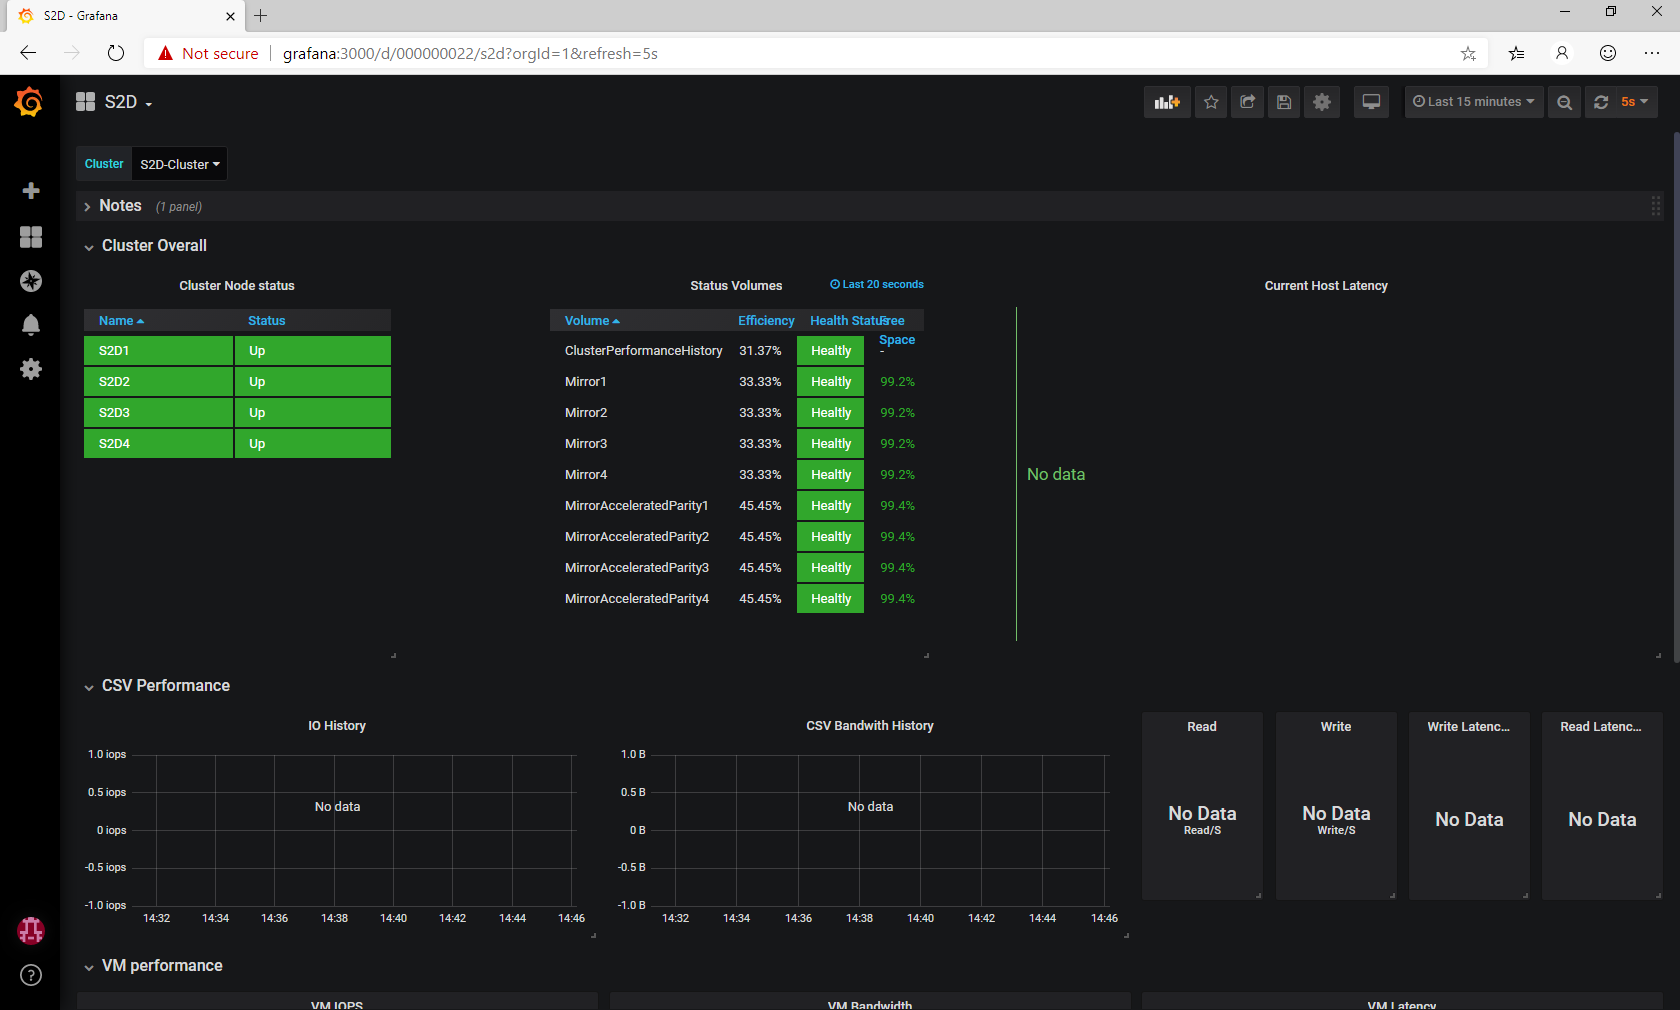 S2D - Grafana
Not secure grafana:3000/d/000000022/s2d?orgId=1&refresh=5s
S2D
Last 15 minutes 5s
Cluster S2D-Cluster
Notes (1 panel)
Cluster Overall
Cluster Node status
Name Status
S2D1 Up
S2D2 Up
S2D3 Up
S2D4 Up
Status Volumes Last 20 seconds
Volume Efficiency Health Status Free Space
ClusterPerformanceHistory 31.37% Healtly -
Mirror1 33.33% Healtly 99.2%
Mirror2 33.33% Healtly 99.2%
Mirror3 33.33% Healtly 99.2%
Mirror4 33.33% Healtly 99.2%
MirrorAcceleratedParity1 45.45% Healtly 99.4%
MirrorAcceleratedParity2 45.45% Healtly 99.4%
MirrorAcceleratedParity3 45.45% Healtly 99.4%
MirrorAcceleratedParity4 45.45% Healtly 99.4%
Current Host Latency
No data
CSV Performance
IO History
1.0 iops
0.5 iops
0 iops
-0.5 iops
-1.0 iops
No data
14:32 14:34 14:36 14:38 14:40 14:42 14:44 14:46
CSV Bandwith History
1.0 B
0.5 B
0 B
-0.5 B
-1.0 B
No data
14:32 14:34 14:36 14:38 14:40 14:42 14:44 14:46
Read
No Data
Read/S
Write
No Data
Write/S
Write Latenc...
No Data
Read Latenc...
No Data
VM performance
VM IOPS
VM Bandwidth
VM Latency